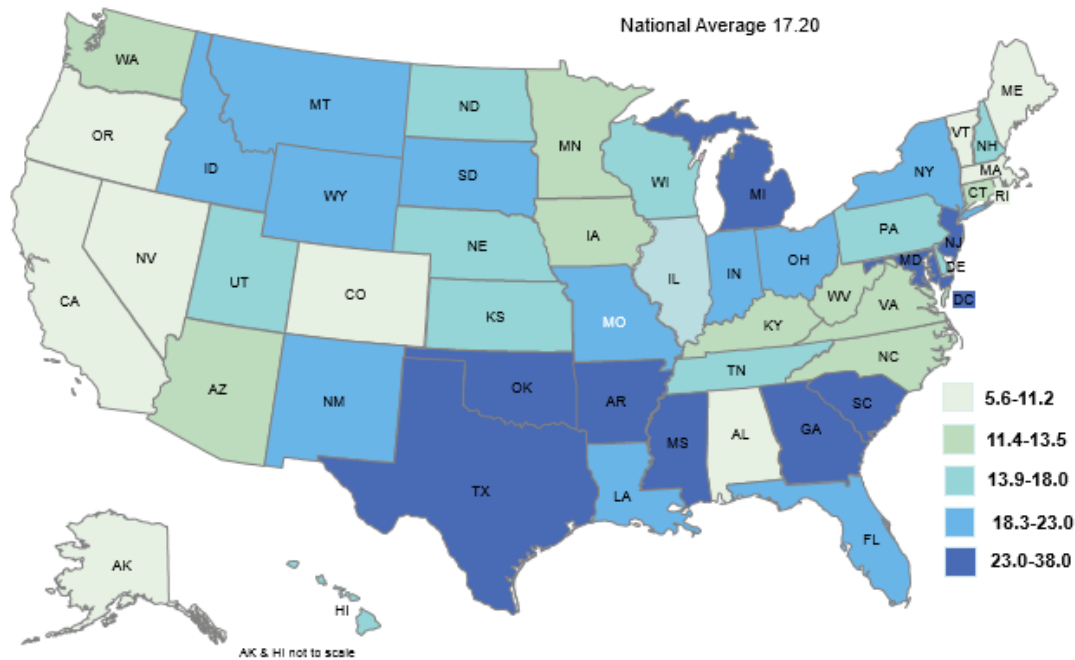 National Average 17.20
WA
OR
CA
NV
ID
MT
WY
UT
CO
AZ
NM
ND
SD
NE
KS
OK
TX
MN
IA
MO
AR
LA
WI
IL
MI
IN
OH
KY
TN
MS
AL
GA
FL
SC
NC
VA
WV
PA
NY
VT
NH
ME
MA
CT
RI
NJ
DE
MD
DC
AK
HI
AK & HI not to scale
5.6-11.2
11.4-13.5
13.9-18.0
18.3-23.0
23.0-38.0